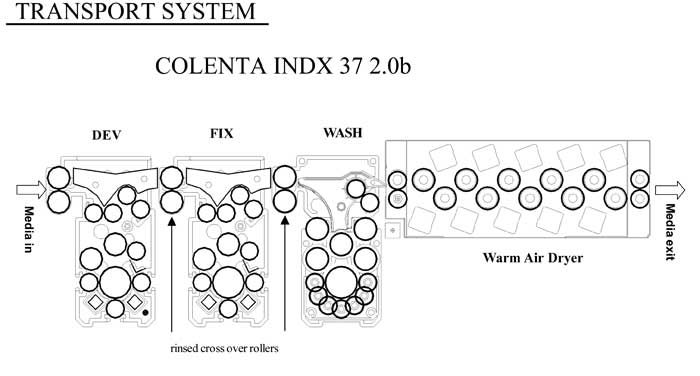 TRANSPORT SYSTEM
COLENTA INDX 37 2.0b
DEV
FIX
WASH
Media in
Media exit
Warm Air Dryer
rinsed cross over rollers